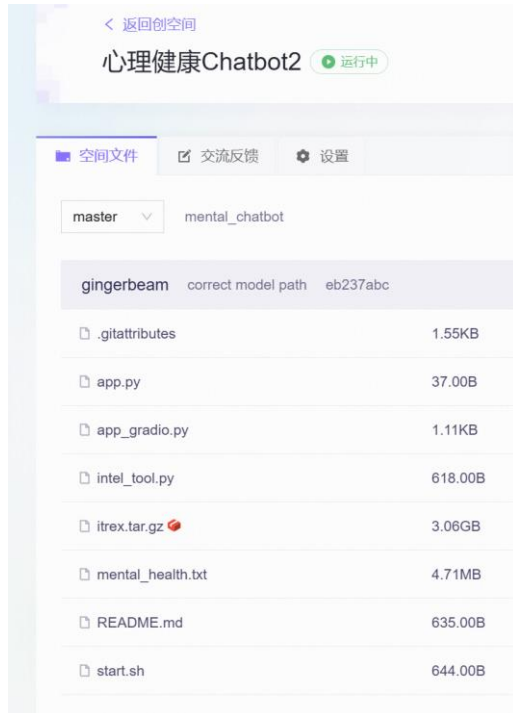 < 返回创空间
心理健康Chatbot2 运行中
空间文件 交流反馈 设置
master mental_chatbot
gingerbeam correct model path eb237abc
.gitattributes 1.55KB
app.py 37.00B
app_gradio.py 1.11KB
intel_tool.py 618.00B
itrex.tar.gz 3.06GB
mental_health.txt 4.71MB
README.md 635.00B
start.sh 644.00B